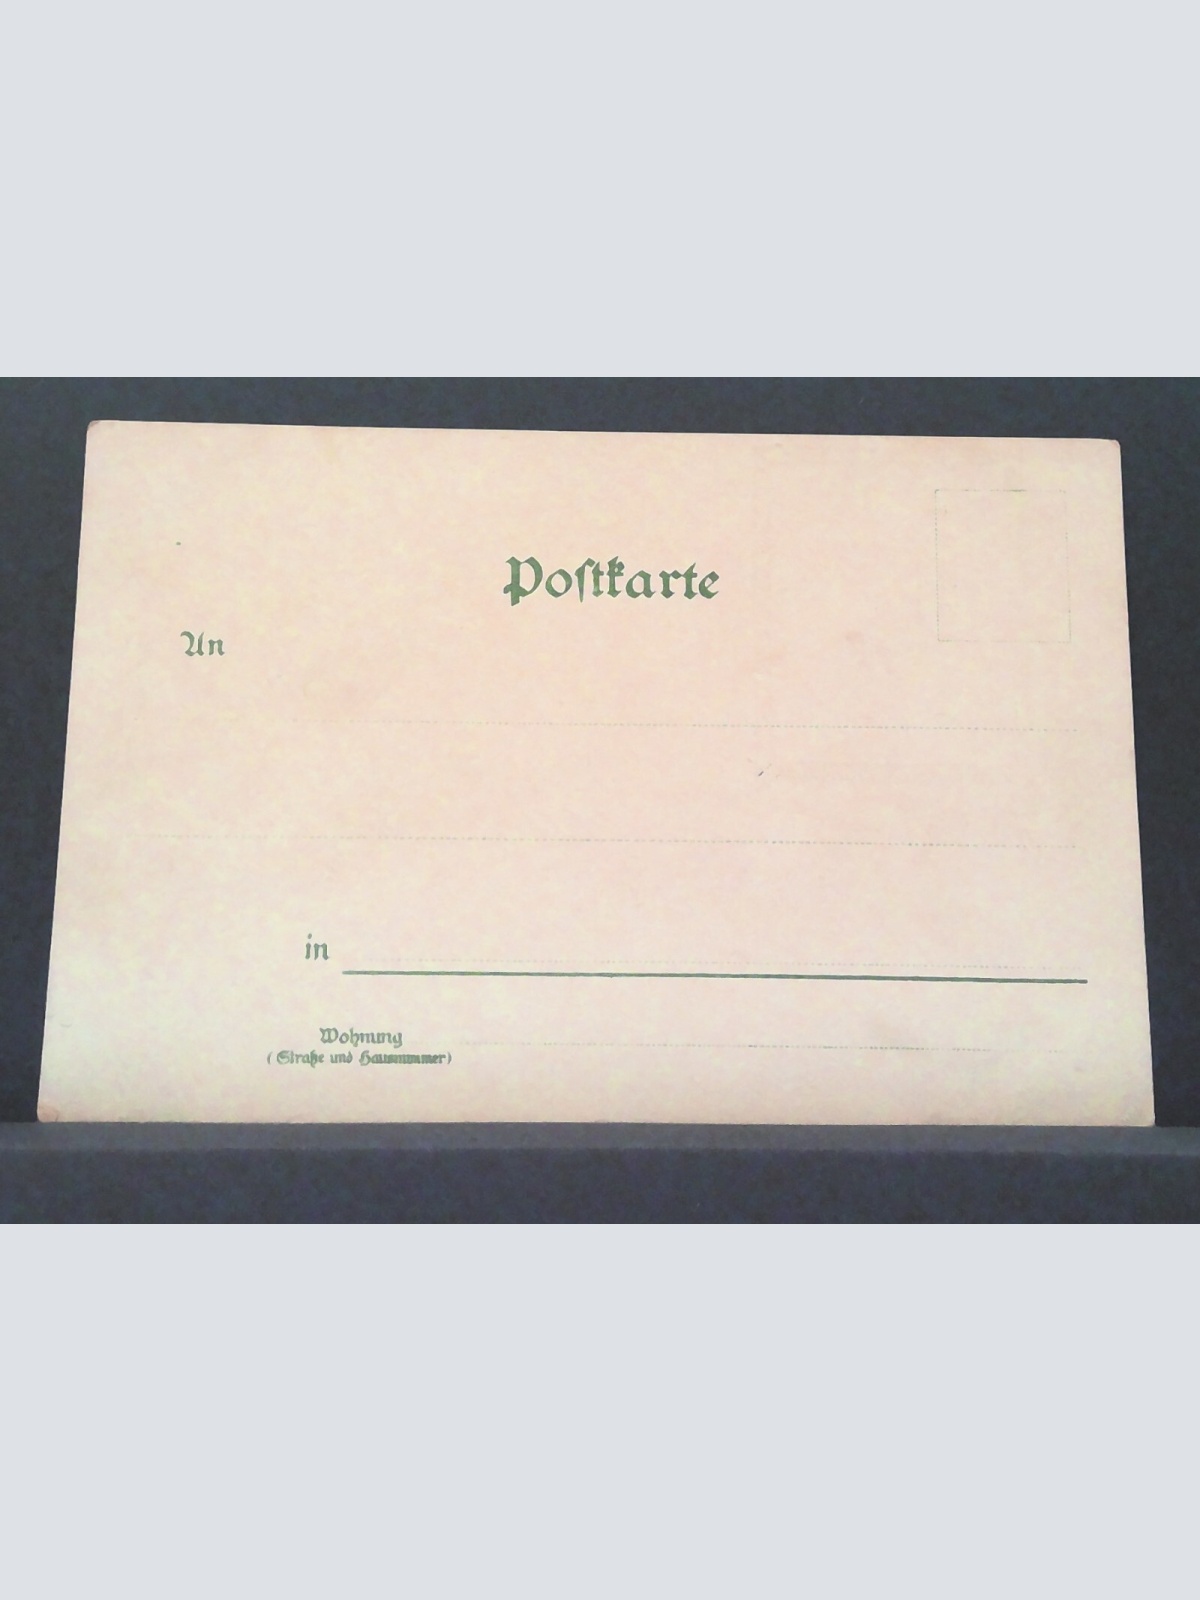 Postkarte
An
in
Wohnung
(Straße und Hausnummer)